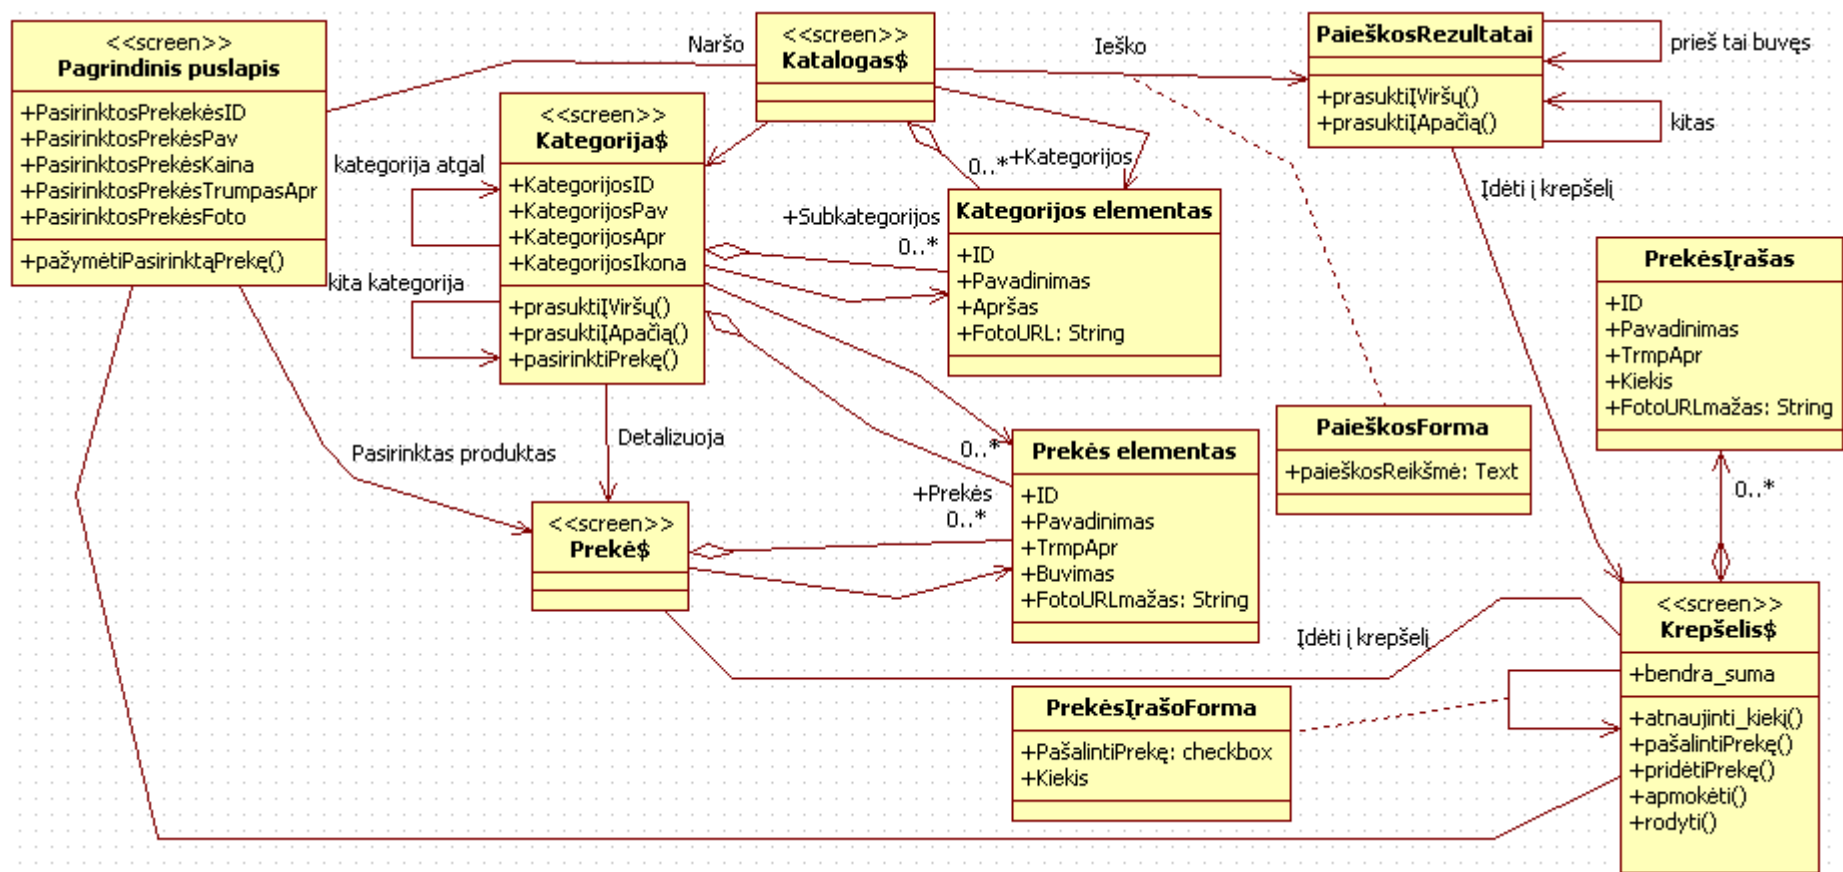 <<screen>>
Pagrindinis puslapis
+PasirinktosPrekekėsID
+PasirinktosPrekėsPav
+PasirinktosPrekėsKaina
+PasirinktosPrekėsTrumpasApr
+PasirinktosPrekėsFoto
+pažymėtiPasirinktąPrekę()
Naršo
<<screen>>
Katalogas$
Ieško
PaieškosRezultatai
+prasuktiĮViršų()
+prasuktiĮApačią()
prieš tai buvęs
kitas
<<screen>>
Kategorija$
+KategorijosID
+KategorijosPav
+KategorijosApr
+KategorijosIkona
+prasuktiĮViršų()
+prasuktiĮApačią()
+pasirinktiPrekę()
kategorija atgal
kita kategorija
0..*
+Kategorijos
+Subkategorijos
0..*
Kategorijos elementas
+ID
+Pavadinimas
+Apršas
+FotoURL: String
Įdėti į krepšelį
PrekėsĮrašas
+ID
+Pavadinimas
+TrmpApr
+Kiekis
+FotoURLmažas: String
0..*
PaieškosForma
+paieškosReikšmė: Text
Pasirinktas produktas
Detalizuoja
<<screen>>
Prekė$
0..*
+Prekės
0..*
Prekės elementas
+ID
+Pavadinimas
+TrmpApr
+Buvimas
+FotoURLmažas: String
Įdėti į krepšelį
<<screen>>
Krepšelis$
+bendra_suma
+atnaujinti_kiekį()
+pašalintiPrekę()
+pridėtiPrekę()
+apmokėti()
+rodyti()
PrekėsĮrašoForma
+PašalintiPrekę: checkbox
+Kiekis